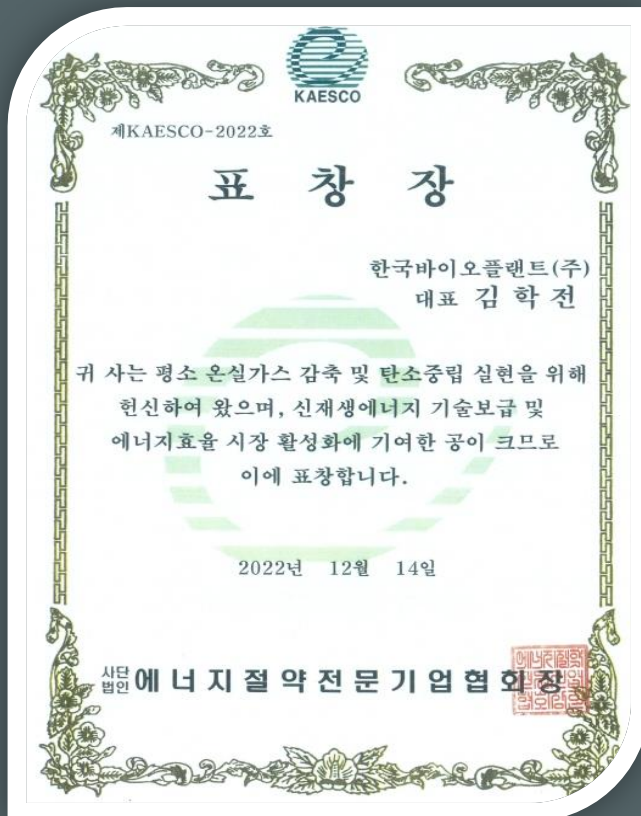 KAESCO
제KAESCO-2022호
표 창 장
한국바이오플랜트(주)
대표 김 학 전
귀 사는 평소 온실가스 감축 및 탄소중립 실현을 위해
헌신하여 왔으며, 신재생에너지 기술보급 및
에너지효율 시장 활성화에 기여한 공이 크므로
이에 표창합니다.
2022년 12월 14일
사단법인 에너지절약전문기업협회장